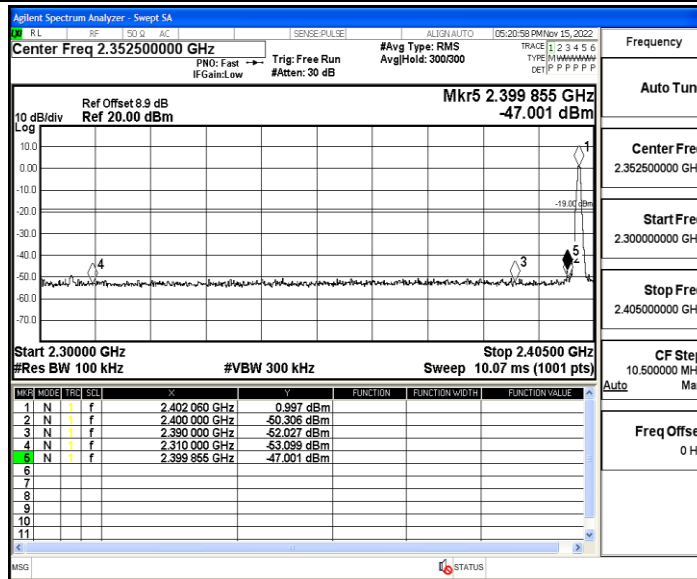 Agilent Spectrum Analyzer - Swept SA
RL RF 50 Ω AC SENSE:PULSE ALIGNAUTO 05:20:58 PM Nov 15, 2022
Center Freq 2.352500000 GHz
PNO: Fast Trig: Free Run #Avg Type: RMS TRACE 1 2 3 4 5 6
IFGain:Low #Atten: 30 dB Avg|Hold: 300/300 TYPE MWWWWW
DET P P P P P P
Mkr5 2.399 855 GHz
-47.001 dBm
Ref Offset 8.9 dB
10 dB/div Ref 20.00 dBm
Log
10.0
0.00
-10.0
-20.0
-30.0
-40.0
-50.0
-60.0
-70.0
1
-19.00 dBm
5
2
3
4
Start 2.30000 GHz Stop 2.40500 GHz
#Res BW 100 kHz #VBW 300 kHz Sweep 10.07 ms (1001 pts)
MKR MODE TRC SCL X Y FUNCTION FUNCTION WIDTH FUNCTION VALUE
1 N 1 f 2.402 060 GHz 0.997 dBm
2 N 1 f 2.400 000 GHz -50.306 dBm
3 N 1 f 2.390 000 GHz -52.027 dBm
4 N 1 f 2.310 000 GHz -53.099 dBm
5 N 1 f 2.399 855 GHz -47.001 dBm
6
7
8
9
10
11
MSG STATUS
Frequency
Auto Tun
Center Fre
2.352500000 GH
Start Fre
2.300000000 GH
Stop Fre
2.405000000 GH
CF Step
10.500000 MH
Auto Ma
Freq Offse
0 H